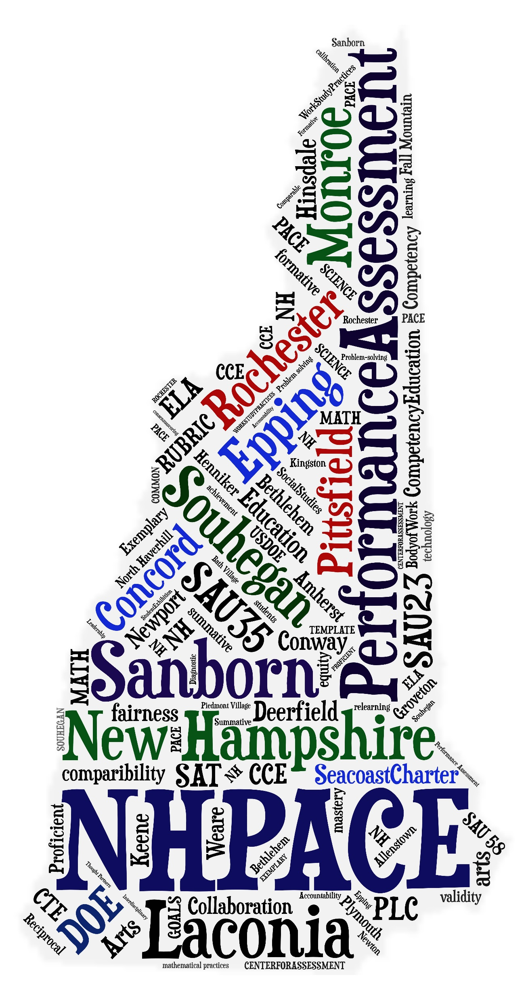 Sanborn
calibration
WorkStudyPractices
PACE
Formative
Monroe
Performance Assessment
Fall Mountain
Hinsdale
learning
Comparable
PACE
formative
SCIENCE
Competency
NH
Rochester
Rochester
PACE
CCE
SCIENCE
Problem-solving
CompetencyEducation
CCE
Problem solving
ROCHESTER
ELA
WORKSTUDYPRACTICES
Accountability
Epping
consensusscoring
PACE
RUBRIC
MATH
NH
Pittsfield
Kingston
COMMON
Henniker
Souhegan
achievement
Education
Bethlehem
SocialStudies
USDOE
CENTERFORASSESSMENT
BodyofWork
technology
Exemplary
North Haverhill
Concord
Bath Village
SAU35
Amherst
SAU23
StudentExhibition
Newport
NH
NH
summative
students
Leadership
TEMPLATE
Conway
MATH
Sanborn
Diagnostic
equity
PROFICIENT
ELA
Groveton
Souhegan
SOUHEGAN
fairness
Piedmont Village
Deerfield
relearning
Summative
New Hampshire
PACE
Performance Assessment
comparibility
SAT
NH
CCE
SeacoastCharter
NHPACE
Proficient
Keene
Weare
mastery
Bethlehem
EXEMPLARY
NH
Allenstown
SAU 58
arts
validity
Thought Partners
Interdisciplinary
CTE
DOE
Reciprocal
Arts
GOALS
Collaboration
Accountability
Epping
Plymouth
PLC
Newton
Laconia
mathematical practices
CENTERFORASSESSMENT